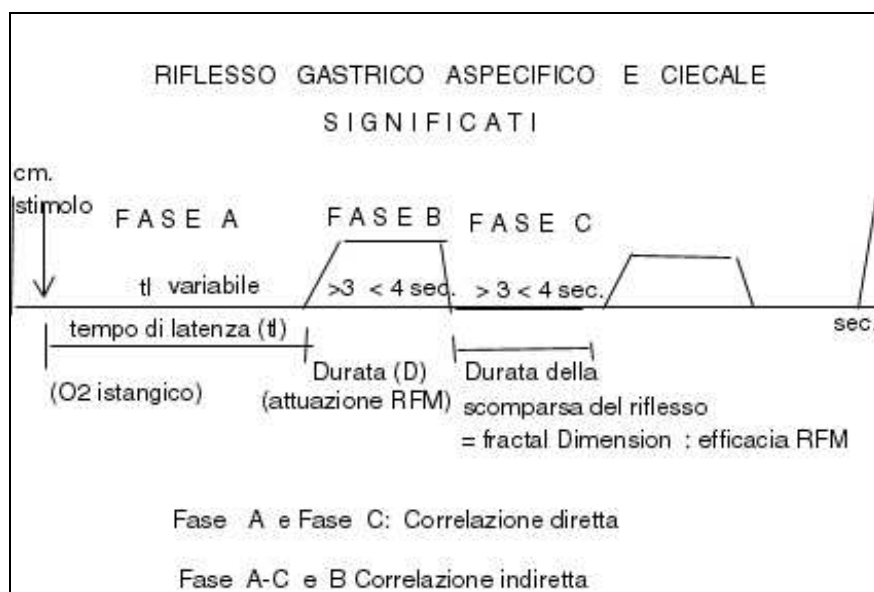 RIFLESSO GASTRICO ASPECIFICO E CIECALE
SIGNIFICATI
cm.
stimolo
FASE A
FASE B
FASE C
tl variabile
>3 < 4 sec.
> 3 < 4 sec.
sec.
tempo di latenza (tl)
(O2 istangico)
Durata (D)
(attuazione RFM)
Durata della
scomparsa del riflesso
= fractal Dimension : efficacia RFM
Fase A e Fase C: Correlazione diretta
Fase A-C e B Correlazione indiretta